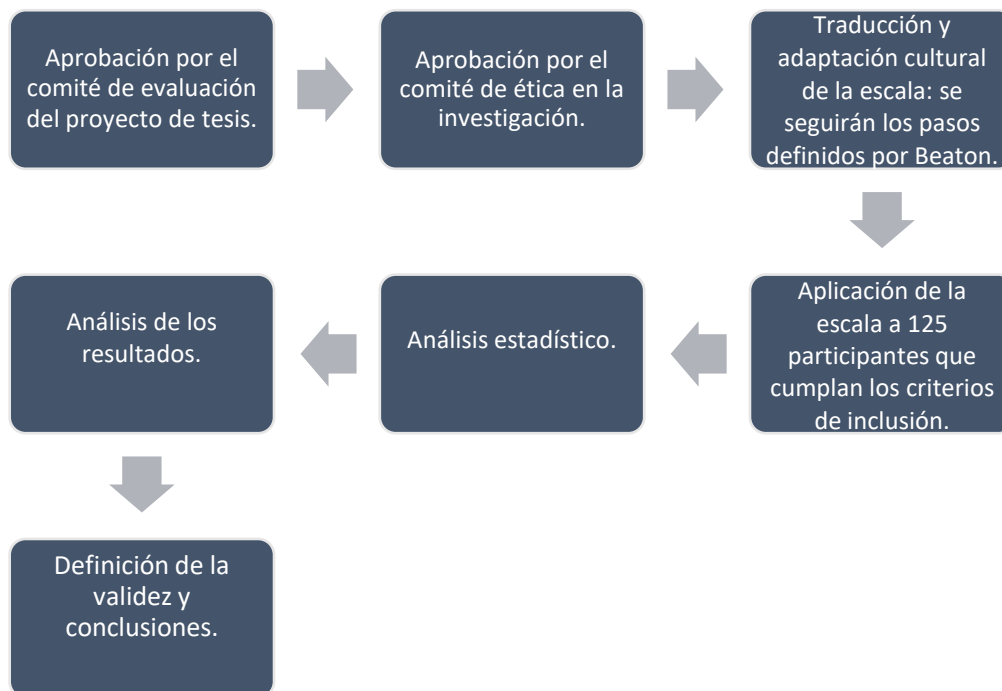 Aprobación por el
comité de evaluación
del proyecto de tesis.
Aprobación por el
comité de ética en la
investigación.
Traducción y
adaptación cultural
de la escala: se
seguirán los pasos
definidos por Beaton.
Aplicación de la
escala a 125
participantes que
cumplan los criterios
de inclusión.
Análisis estadístico.
Análisis de los
resultados.
Definición de la
validez y
conclusiones.